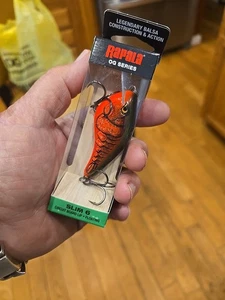 LEGENDARY BALSA
CONSTRUCTION & ACTION
RAPALA
OG SERIES
SLIM 6